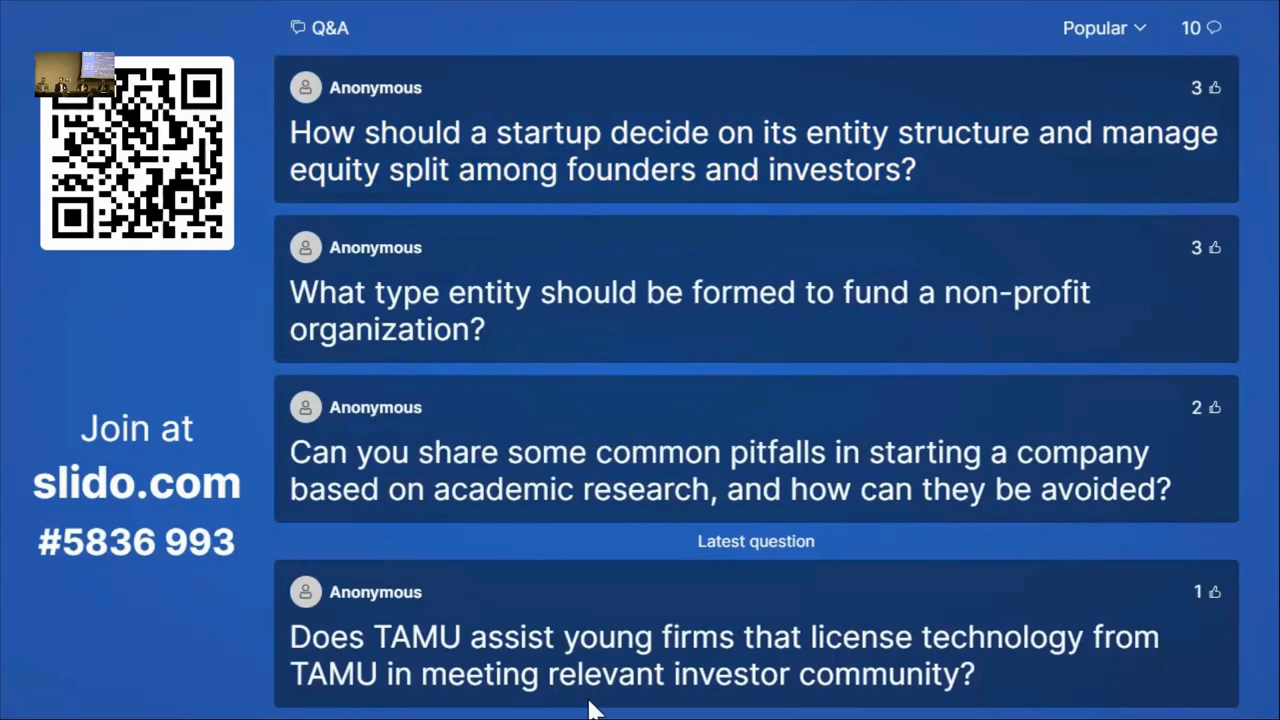 Q&A
Popular
10
Anonymous
3
How should a startup decide on its entity structure and manage
equity split among founders and investors?
Anonymous
3
What type entity should be formed to fund a non-profit
organization?
Anonymous
2
Can you share some common pitfalls in starting a company
based on academic research, and how can they be avoided?
Latest question
Anonymous
1
Does TAMU assist young firms that license technology from
TAMU in meeting relevant investor community?
Join at
slido.com
#5836 993